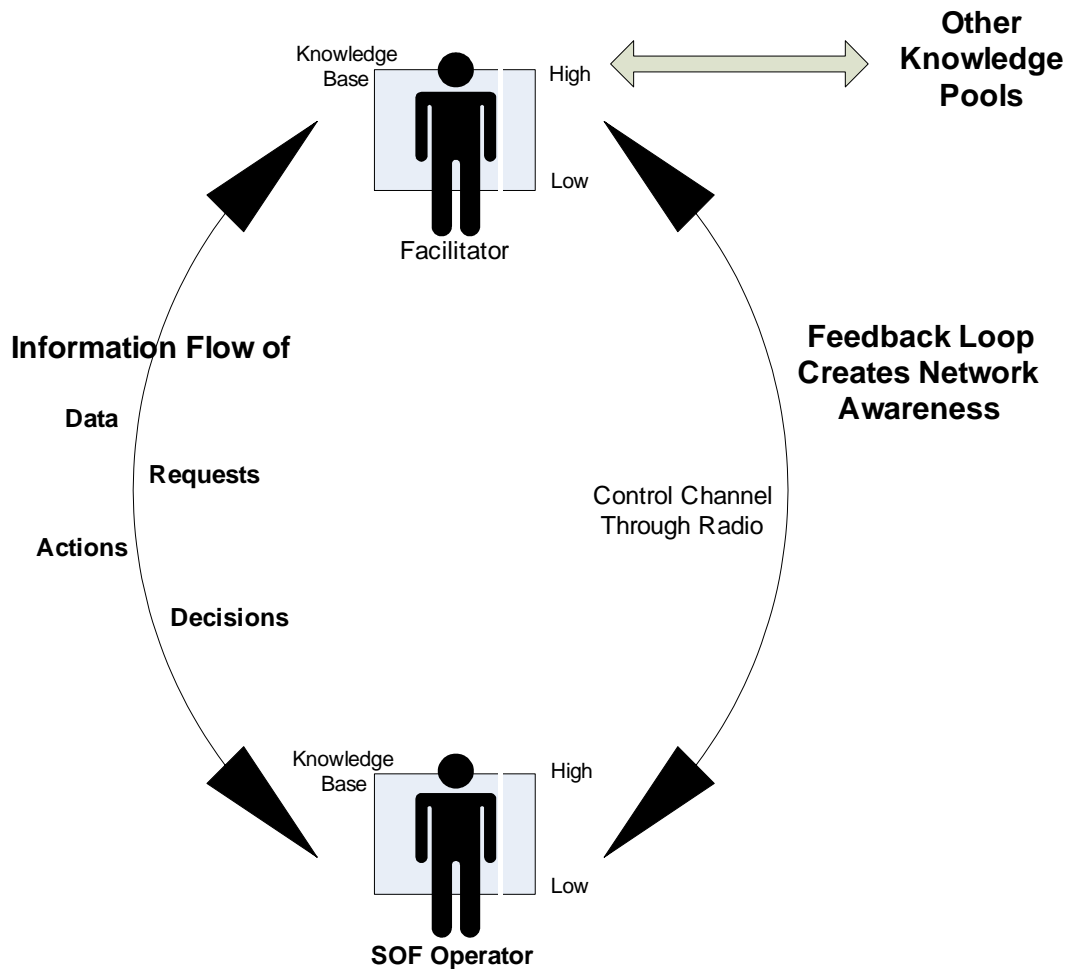 Other
Knowledge
Pools
Knowledge
Base
High
Low
Facilitator
Information Flow of
Data
Requests
Actions
Decisions
Feedback Loop
Creates Network
Awareness
Control Channel
Through Radio
Knowledge
Base
High
Low
SOF Operator